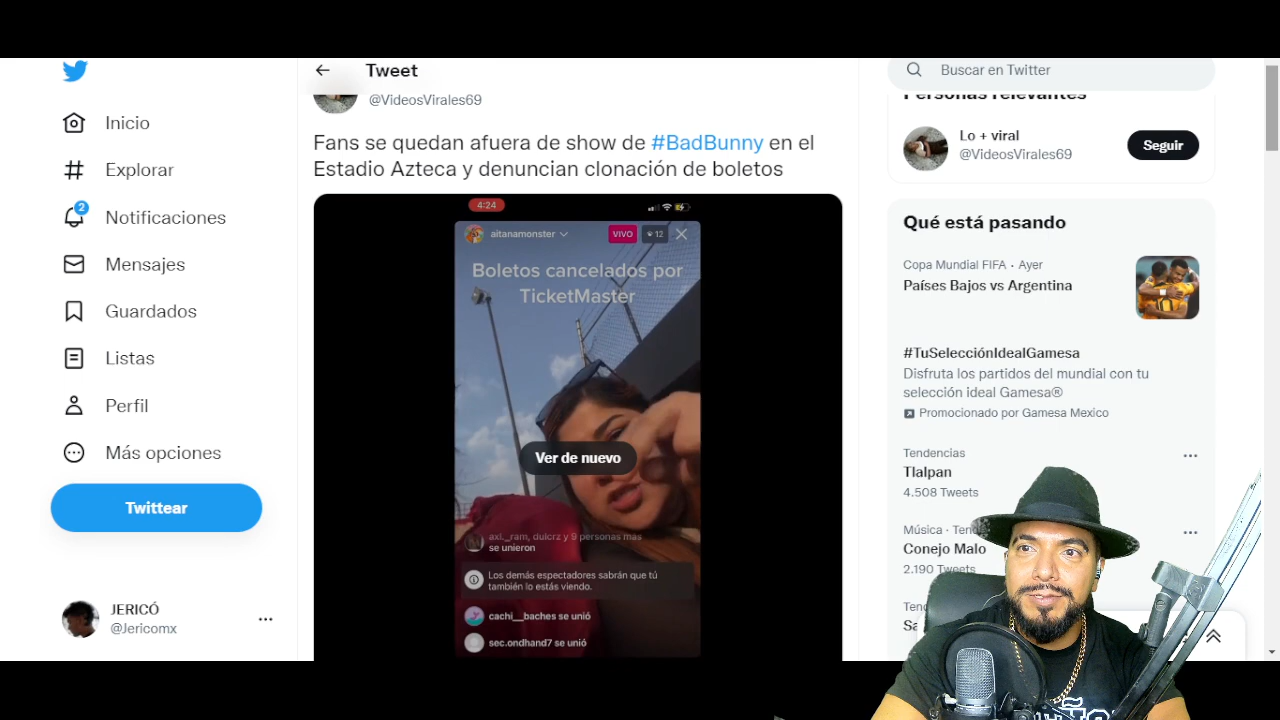 Tweet
Buscar en Twitter
Inicio
@VideosVirales69
Personas relevantes
Explorar
Fans se quedan afuera de show de #BadBunny en el
Estadio Azteca y denuncian clonación de boletos
Lo + viral
@VideosVirales69
Seguir
2
Notificaciones
Mensajes
Guardados
Listas
Perfil
Más opciones
Twittear
JERICÓ
@Jericomx
4:24
aitanamonster
VIVO
12
Boletos cancelados por
TicketMaster
Ver de nuevo
axl._ram, dulcrz y 9 personas mas
se unieron
Los demás espectadores sabrán que tú
también lo estás viendo.
cachi__baches se unió
sec.ondhand7 se unió
Qué está pasando
Copa Mundial FIFA · Ayer
Países Bajos vs Argentina
#TuSelecciónIdealGamesa
Disfruta los partidos del mundial con tu
selección ideal Gamesa®
Promocionado por Gamesa Mexico
Tendencias
Tlalpan
4.508 Tweets
Música · Tende
Conejo Malo
2.190 Tweets